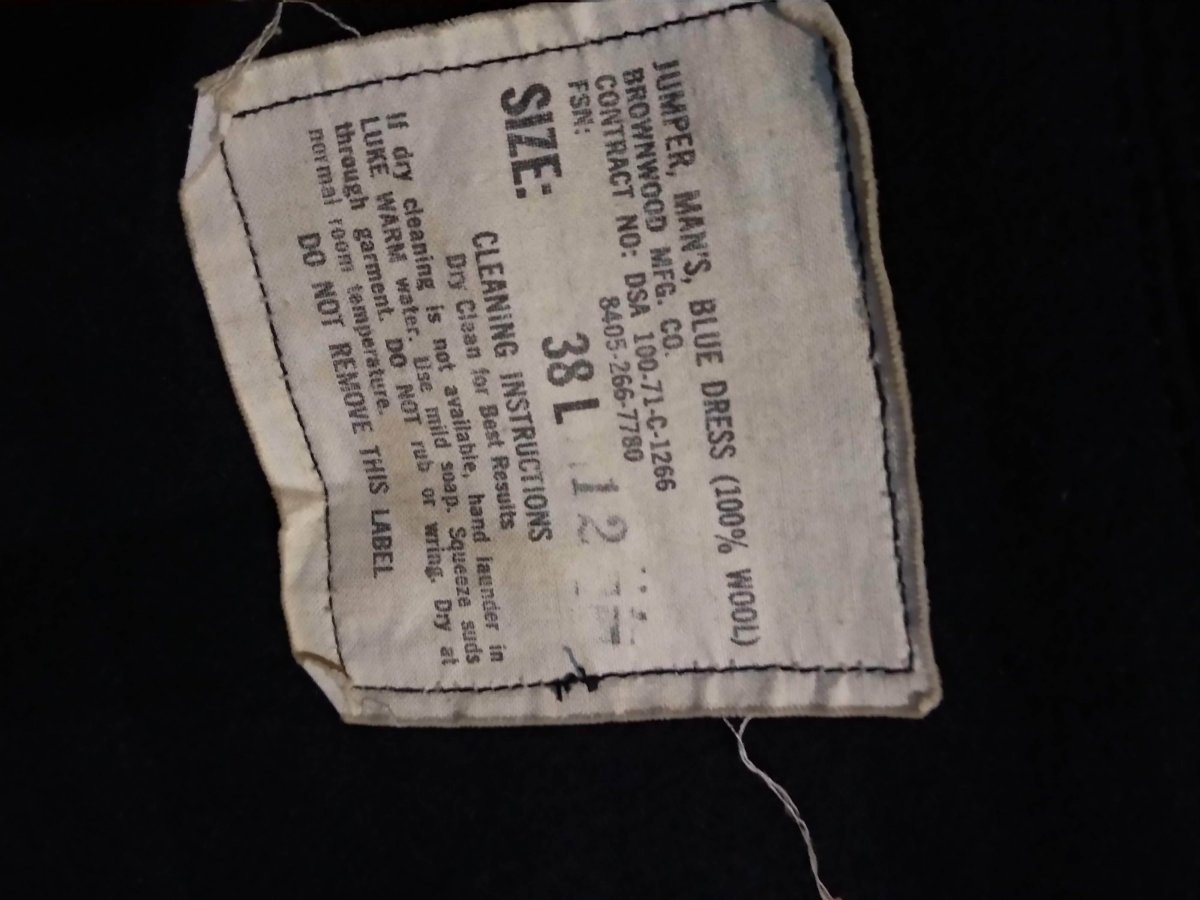 JUMPER, MAN'S, BLUE DRESS (100% WOOL)
BROWNWOOD MFG. CO.
CONTRACT NO: DSA 100-71-C-1266
FSN: 8405-266-7780
SIZE: 38 L
12
CLEANING INSTRUCTIONS
Dry Clean for Best Results
If dry cleaning is not available, hand launder in
LUKE WARM water. Use mild soap. Squeeze suds
through garment. DO NOT rub or wring. Dry at
normal room temperature.
DO NOT REMOVE THIS LABEL